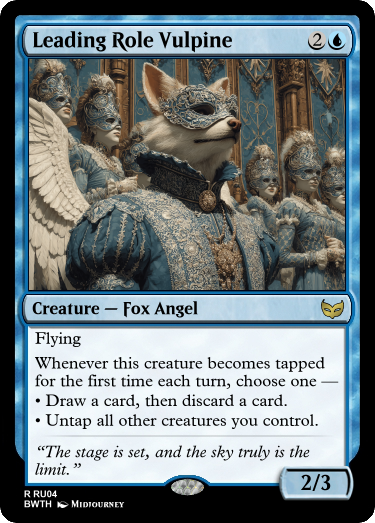 Leading Role Vulpine 2
Creature — Fox Angel
Flying
Whenever this creature becomes tapped
for the first time each turn, choose one —
• Draw a card, then discard a card.
• Untap all other creatures you control.
“The stage is set, and the sky truly is the
limit.”
2/3
R RU04
BWTH MIDJOURNEY